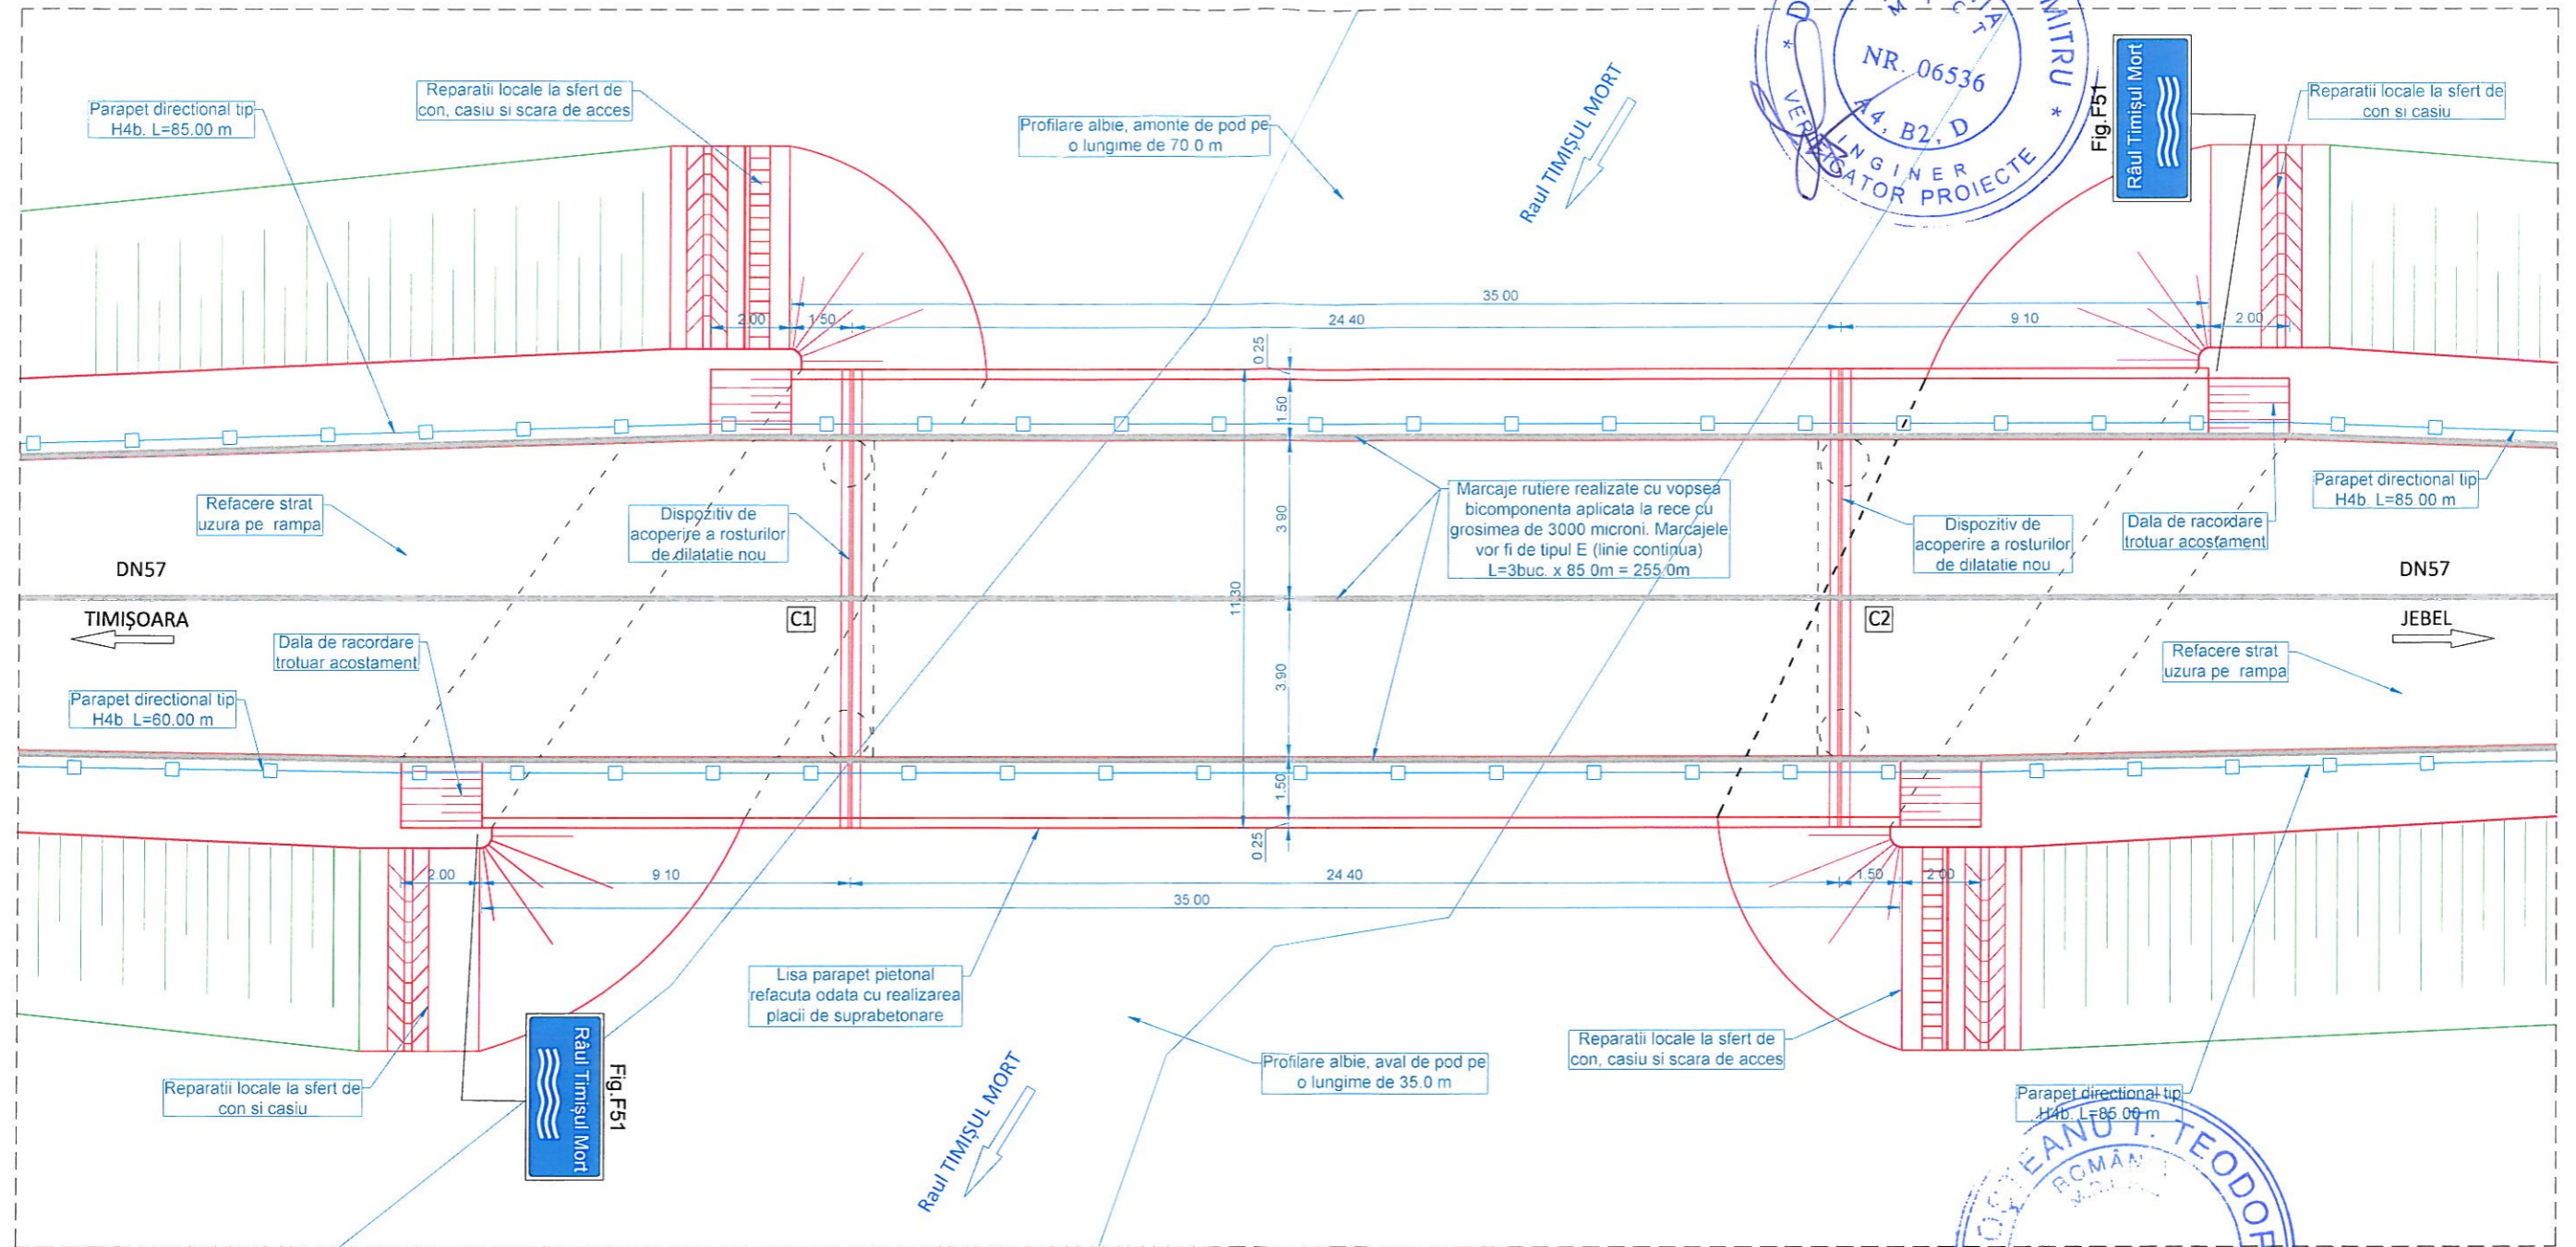 MITRU *
NR. 06536
A4, B2, D
INGINER
VERIFICATOR PROIECTE
Fig.F51
Râul Timișul Mort
Reparatii locale la sfert de
con si casiu
Parapet directional tip
H4b. L=85.00 m
Reparatii locale la sfert de
con, casiu si scara de acces
Profilare albie, amonte de pod pe
o lungime de 70.0 m
Raul TIMIȘUL MORT
35 00
2 00
1 50
24 40
9 10
2 00
0 25
1.50
3 90
11.30
3.90
1.50
0 25
Refacere strat
uzura pe rampa
Dispozitiv de
acoperire a rosturilor
de dilatatie nou
Marcaje rutiere realizate cu vopsea
bicomponenta aplicata la rece cu
grosimea de 3000 microni. Marcajele
vor fi de tipul E (linie continua)
L=3buc. x 85 0m = 255 0m
Dispozitiv de
acoperire a rosturilor
de dilatatie nou
Dala de racordare
trotuar acostament
Parapet directional tip
H4b. L=85 00 m
DN57
DN57
TIMIȘOARA
C1
C2
JEBEL
Dala de racordare
trotuar acostament
Refacere strat
uzura pe rampa
Parapet directional tip
H4b L=60.00 m
2.00
9 10
24 40
1.50
2 00
35 00
Lisa parapet pietonal
refacuta odata cu realizarea
placii de suprabetonare
Reparatii locale la sfert de
con si casiu
Râul Timișul Mort
Fig.F51
Raul TIMIȘUL MORT
Profilare albie, aval de pod pe
o lungime de 35.0 m
Reparatii locale la sfert de
con, casiu si scara de acces
Parapet directional tip
H4b. L=85 00 m
TEODOR
ROMÂN